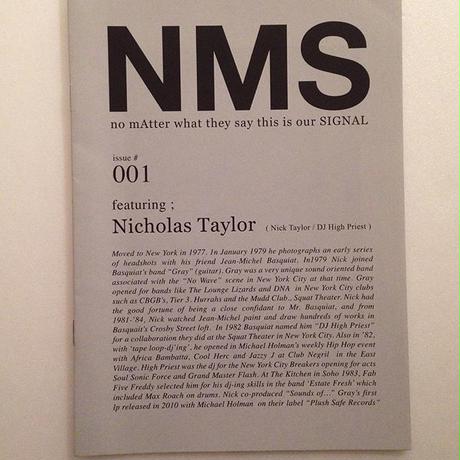 NMS
no mAtter what they say this is our SIGNAL
issue #
001
featuring ;
Nicholas Taylor ( Nick Taylor / DJ High Priest )
Moved to New York in 1977. In January 1979 he photographs an early series
of headshots with his friend Jean-Michel Basquiat. In1979 Nick joined
Basquiat's band "Gray" (guitar). Gray was a very unique sound oriented band
associated with the "No Wave" scene in New York City at that time. Gray
opened for bands like The Lounge Lizards and DNA in New York City clubs
such as CBGB's, Tier 3. Hurrahs and the Mudd Club., Squat Theater. Nick had
the good fortune of being a close confidant to Mr. Basquiat, and from
1981-'84, Nick watched Jean-Michel paint and draw hundreds of works in
Basquait's Crosby Street loft. In 1982 Basquiat named him "DJ High Priest"
for a collaboration they did at the Squat Theater in New York City. Also in '82,
with 'tape loop-dj'ing', he opened in Michael Holman's weekly Hip Hop event
with Africa Bambatta, Cool Herc and Jazzy J at Club Negril in the East
Village. High Priest was the dj for the New York City Breakers opening for acts
Soul Sonic Force and Grand Master Flash. At The Kitchen in Soho 1983, Fab
Five Freddy selected him for his dj-ing skills in the band 'Estate Fresh' which
included Max Roach on drums. Nick co-produced "Sounds of..." Gray's first
lp released in 2010 with Michael Holman on their label "Plush Safe Records"